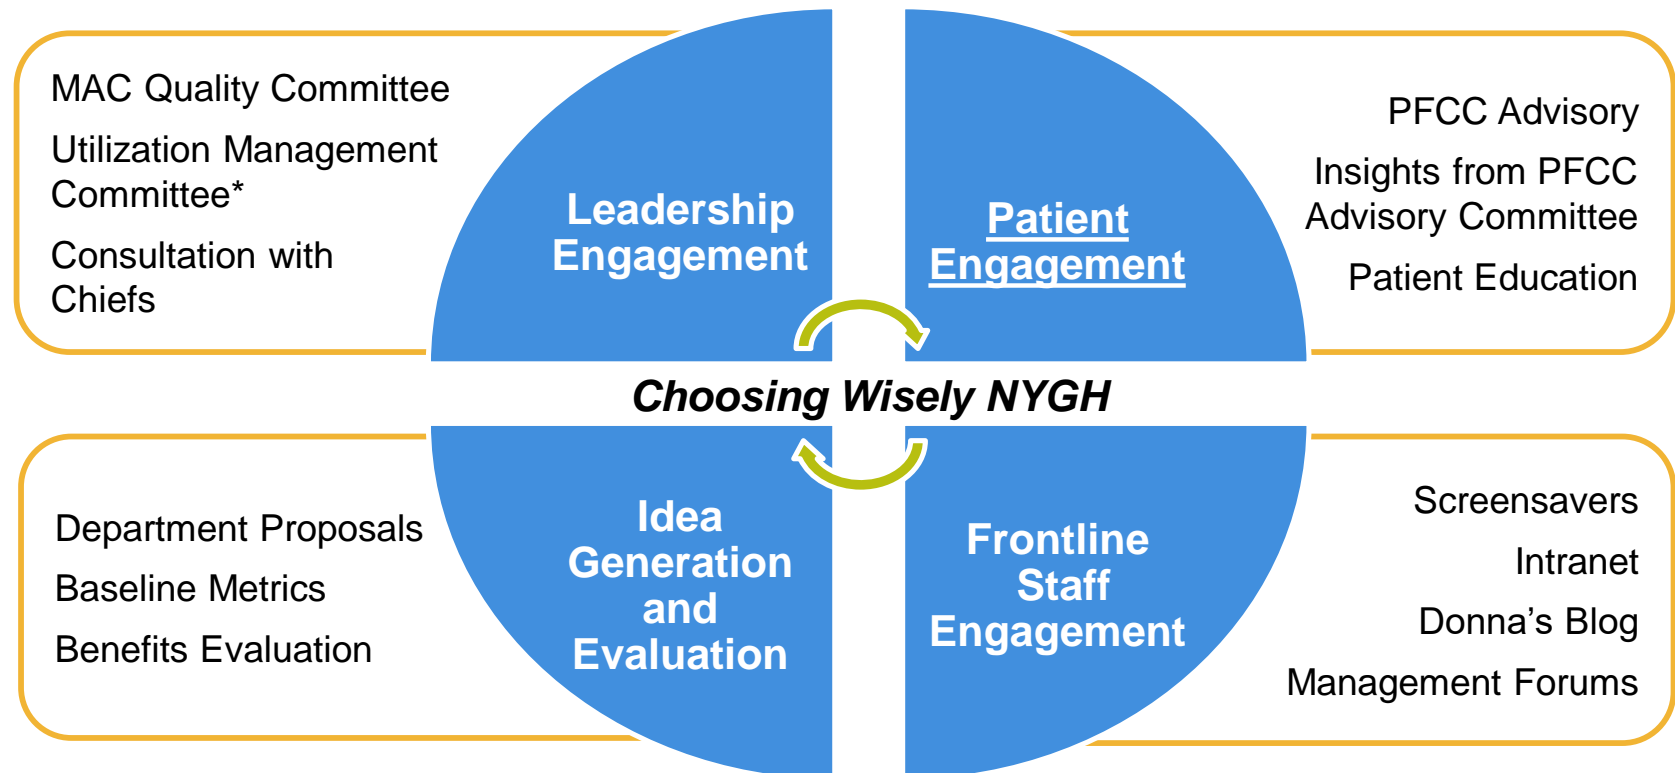 MAC Quality Committee
Utilization Management
Committee*
Consultation with
Chiefs
Leadership
Engagement
Patient
Engagement
PFCC Advisory
Insights from PFCC
Advisory Committee
Patient Education
Choosing Wisely NYGH
Department Proposals
Baseline Metrics
Benefits Evaluation
Idea
Generation
and
Evaluation
Frontline
Staff
Engagement
Screensavers
Intranet
Donna’s Blog
Management Forums